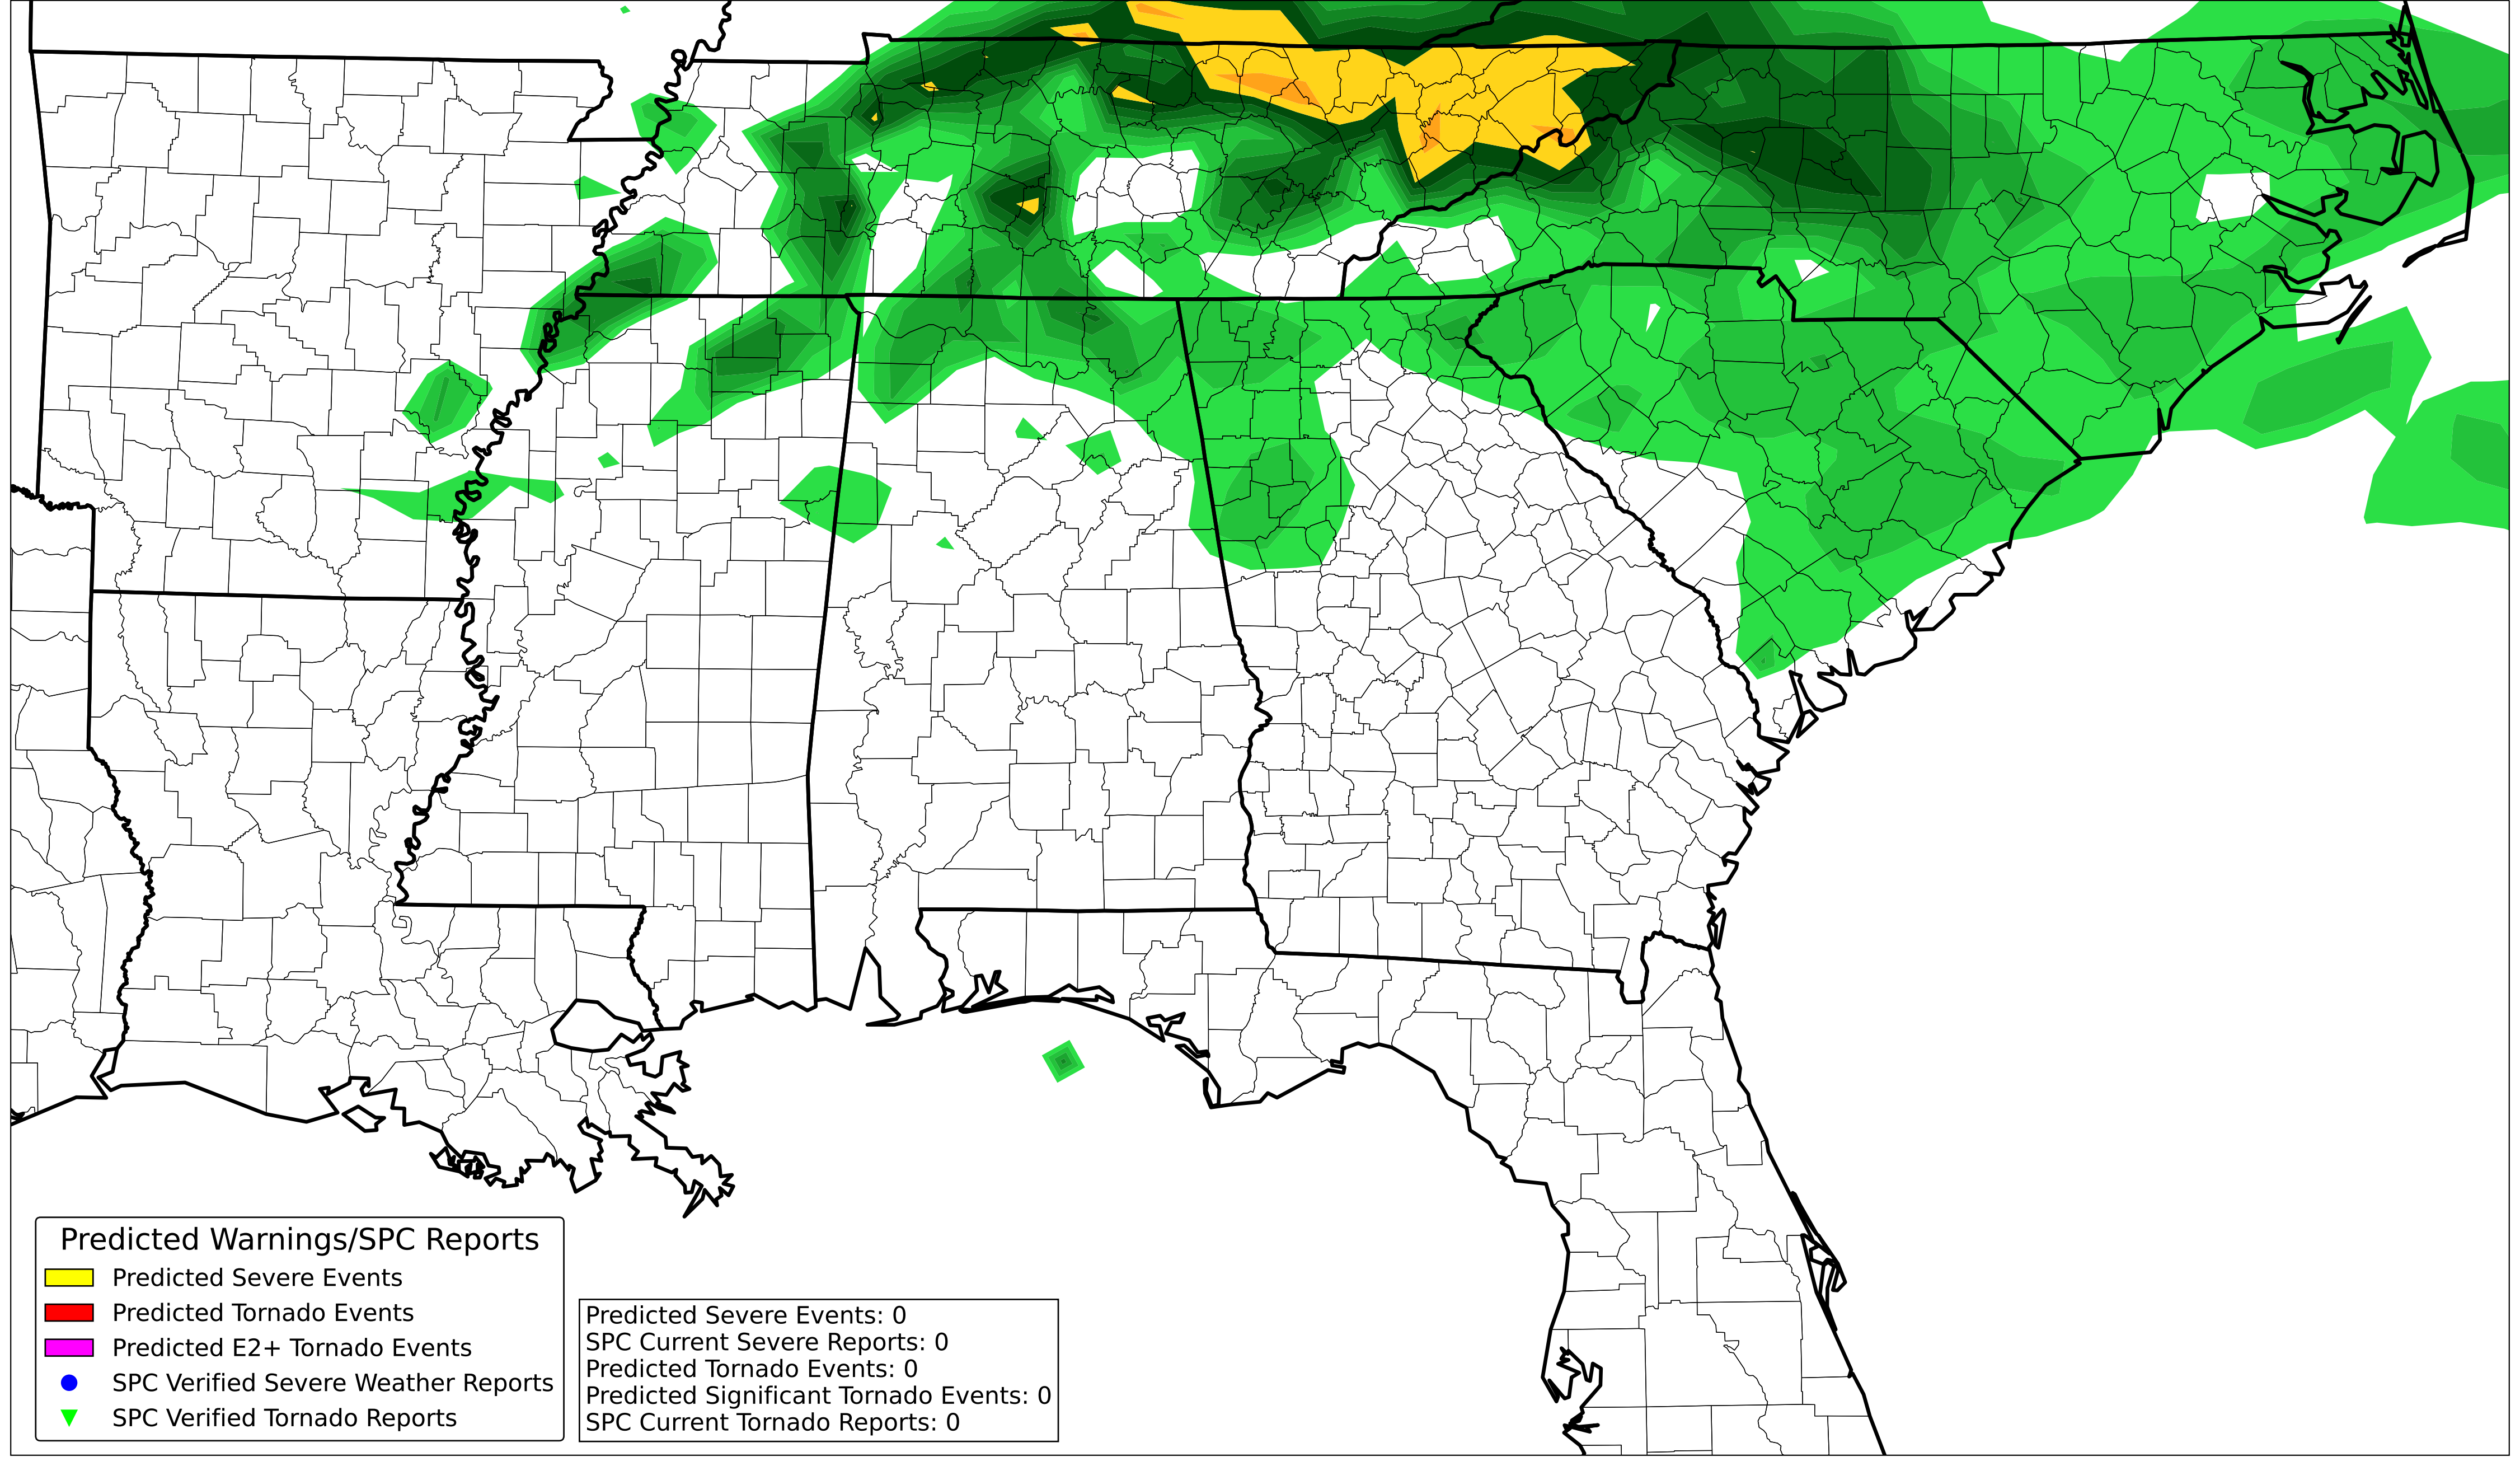 Predicted Warnings/SPC Reports
Predicted Severe Events
Predicted Tornado Events
Predicted E2+ Tornado Events
SPC Verified Severe Weather Reports
SPC Verified Tornado Reports
Predicted Severe Events: 0
SPC Current Severe Reports: 0
Predicted Tornado Events: 0
Predicted Significant Tornado Events: 0
SPC Current Tornado Reports: 0